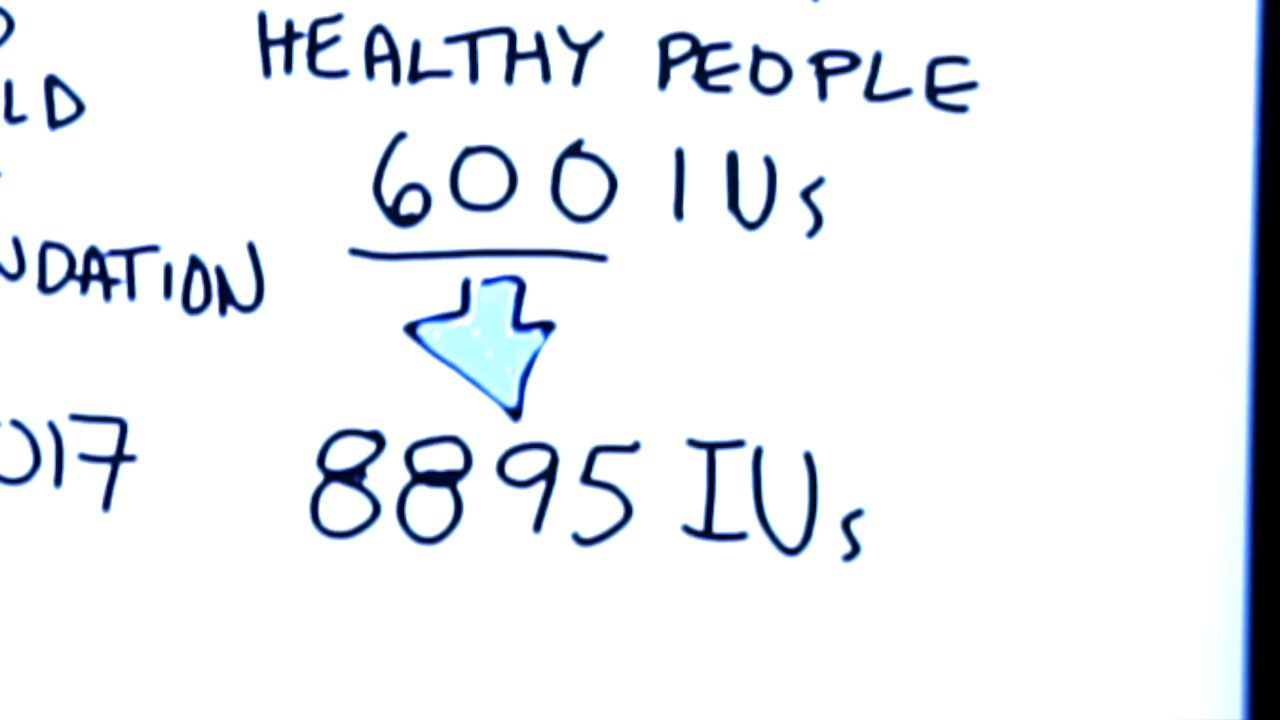 HEALTHY PEOPLE
LD
600 IUs
NDATION
017 8895 IUs